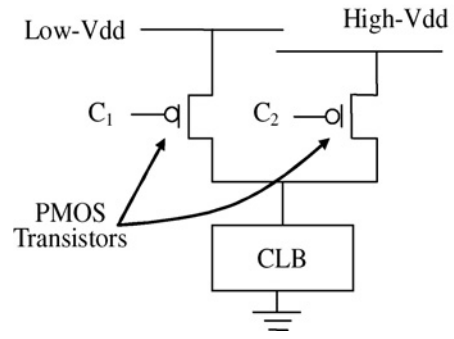 Low-Vdd
High-Vdd
C₁
C₂
PMOS
Transistors
CLB